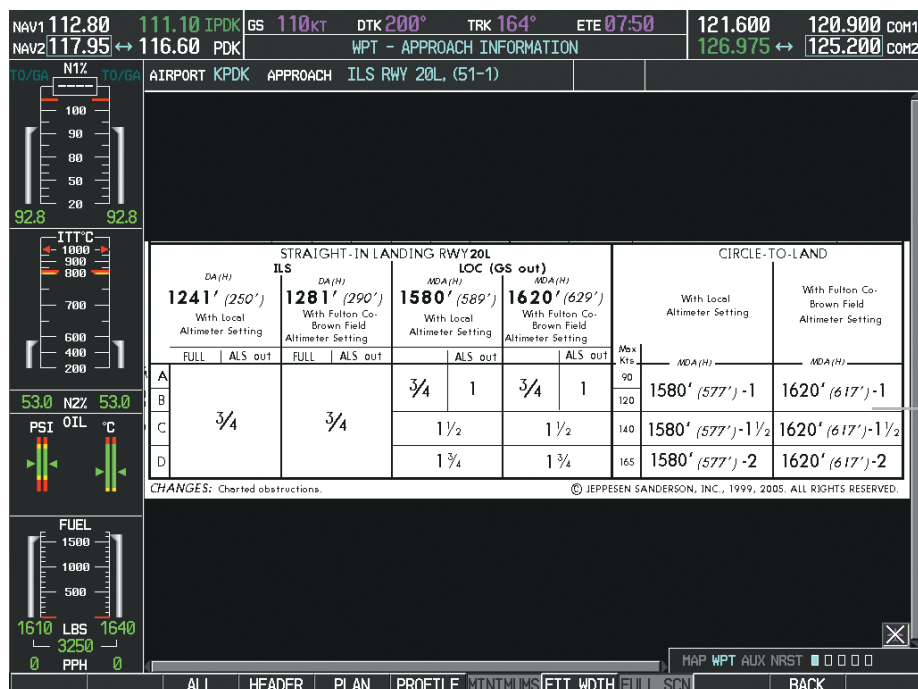 NAV1 112.80 111.10 IPDK GS 110KT DTK 200° TRK 164° ETE 07:50 121.600 120.900 COM1
NAV2 117.95 ↔ 116.60 PDK WPT - APPROACH INFORMATION 126.975 ↔ 125.200 COM2
TO/GA N1% TO/GA
AIRPORT KPDK APPROACH ILS RWY 20L, (51-1)
----
100
90
80
50
20
92.8 92.8
ITT°C
1000
900
800
700
600
400
200
53.0 N2% 53.0
PSI OIL °C
FUEL
1500
1000
500
1610 LBS 1640
3250
0 PPH 0
STRAIGHT-IN LANDING RWY 20L CIRCLE-TO-LAND
ILS LOC (GS out)
DA(H) DA(H) MDA(H) MDA(H)
1241' (250') 1281' (290') 1580' (589') 1620' (629')
With Local Altimeter Setting
With Fulton Co-Brown Field Altimeter Setting
With Local Altimeter Setting
With Fulton Co-Brown Field Altimeter Setting
With Local Altimeter Setting
With Fulton Co-Brown Field Altimeter Setting
FULL ALS out FULL ALS out ALS out ALS out Max Kts MDA(H) MDA(H)
A 3/4 3/4 3/4 1 3/4 1 90 1580' (577')-1 1620' (617')-1
B 120
C 1 1/2 1 1/2 140 1580' (577')-1 1/2 1620' (617')-1 1/2
D 1 3/4 1 3/4 165 1580' (577')-2 1620' (617')-2
CHANGES: Charted obstructions. © JEPPESEN SANDERSON, INC., 1999, 2005. ALL RIGHTS RESERVED.
MAP WPT AUX NRST
ALL HEADER PLAN PROFILE MINIMUMS FIT WDTH FULL SCN BACK